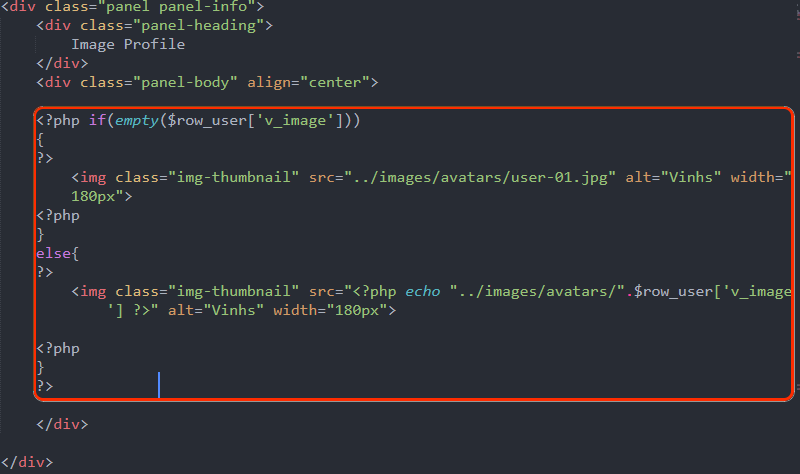 <div class="panel panel-info">
<div class="panel-heading">
Image Profile
</div>
<div class="panel-body" align="center">
<?php if(empty($row_user['v_image']))
{
?>
<img class="img-thumbnail" src="../images/avatars/user-01.jpg" alt="Vinhs" width="
180px">
<?php
}
else{
?>
<img class="img-thumbnail" src="<?php echo "../images/avatars/".$row_user['v_image
'] ?>" alt="Vinhs" width="180px">
<?php
}
?>
</div>
</div>